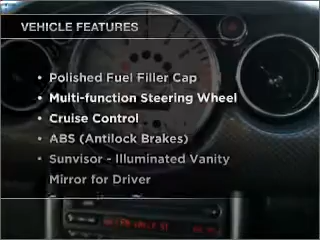 VEHICLE FEATURES
• Polished Fuel Filler Cap
• Multi-function Steering Wheel
• Cruise Control
• ABS (Antilock Brakes)
• Sunvisor - Illuminated Vanity
Mirror for Driver